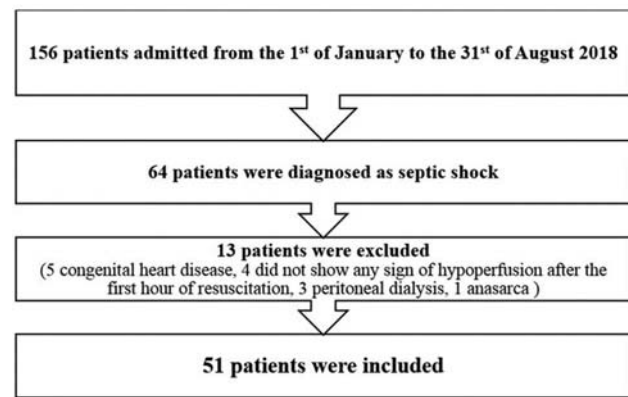 156 patients admitted from the 1st of January to the 31st of August 2018
64 patients were diagnosed as septic shock
13 patients were excluded
(5 congenital heart disease, 4 did not show any sign of hypoperfusion after the
first hour of resuscitation, 3 peritoneal dialysis, 1 anasarca )
51 patients were included